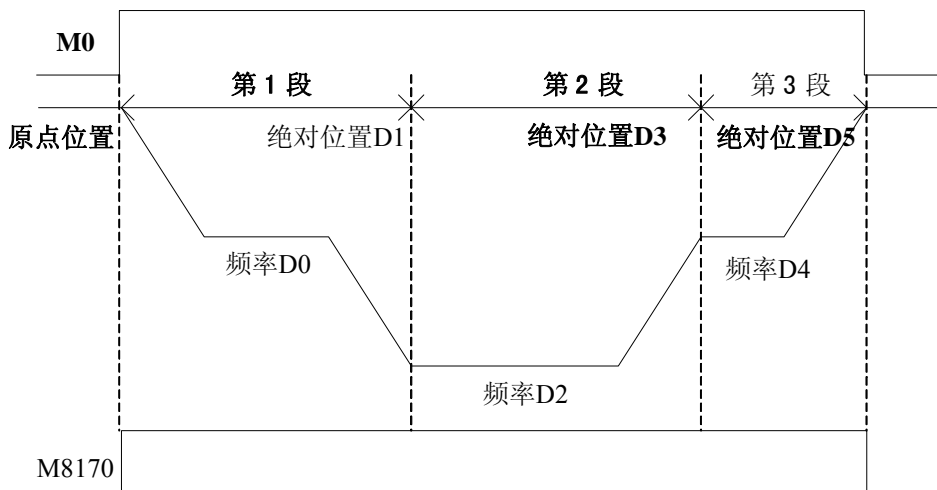 M0
第 1 段
第 2 段
第 3 段
原点位置
绝对位置D1
绝对位置D3
绝对位置D5
频率D0
频率D4
频率D2
M8170